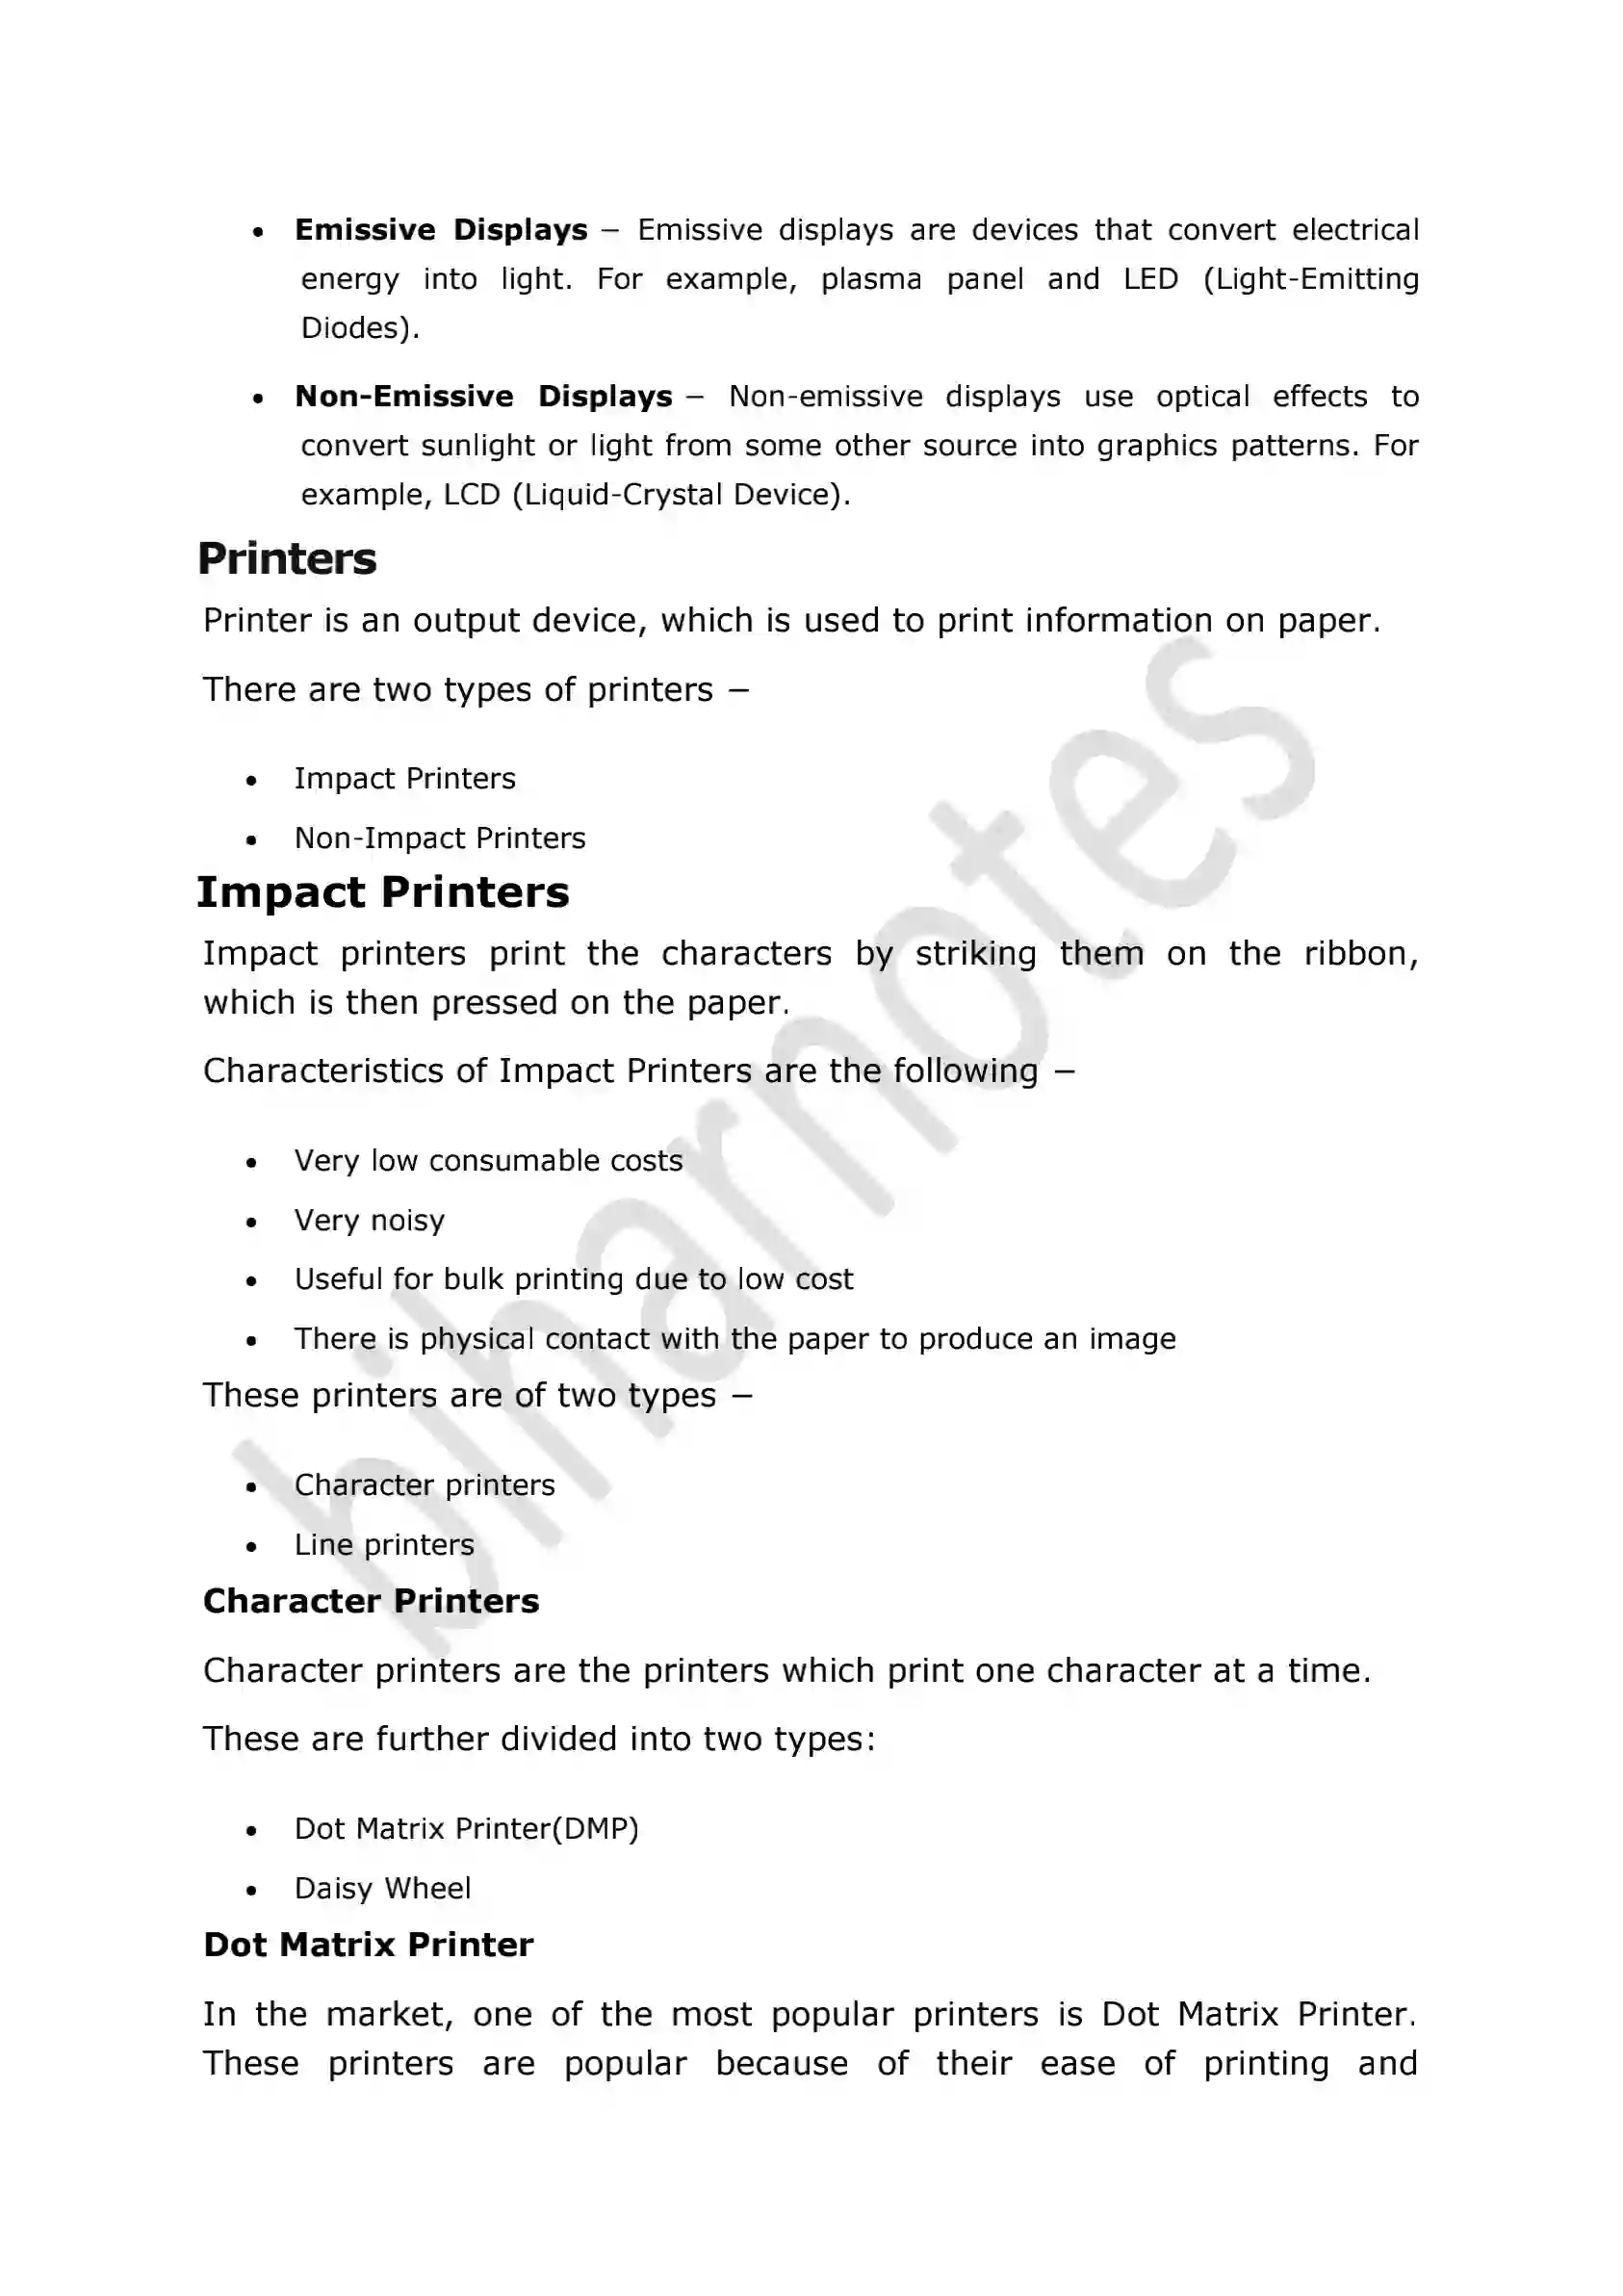 • Emissive Displays − Emissive displays are devices that convert electrical
energy into light. For example, plasma panel and LED (Light-Emitting
Diodes).
• Non-Emissive Displays − Non-emissive displays use optical effects to
convert sunlight or light from some other source into graphics patterns. For
example, LCD (Liquid-Crystal Device).
Printers
Printer is an output device, which is used to print information on paper.
There are two types of printers −
• Impact Printers
• Non-Impact Printers
Impact Printers
Impact printers print the characters by striking them on the ribbon,
which is then pressed on the paper.
Characteristics of Impact Printers are the following −
• Very low consumable costs
• Very noisy
• Useful for bulk printing due to low cost
• There is physical contact with the paper to produce an image
These printers are of two types −
• Character printers
• Line printers
Character Printers
Character printers are the printers which print one character at a time.
These are further divided into two types:
• Dot Matrix Printer(DMP)
• Daisy Wheel
Dot Matrix Printer
In the market, one of the most popular printers is Dot Matrix Printer.
These printers are popular because of their ease of printing and
biharnotes